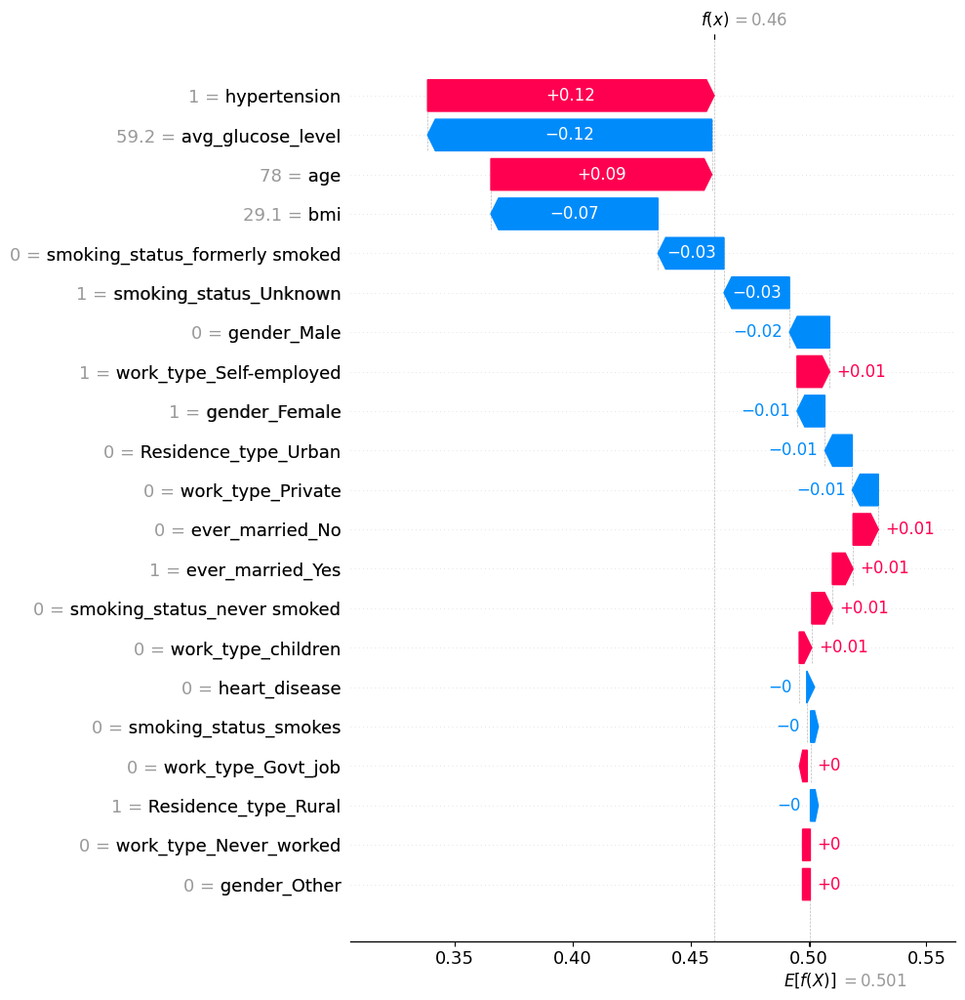 f(x) = 0.46
1 = hypertension +0.12
59.2 = avg_glucose_level −0.12
78 = age +0.09
29.1 = bmi −0.07
0 = smoking_status_formerly smoked −0.03
1 = smoking_status_Unknown −0.03
0 = gender_Male −0.02
1 = work_type_Self-employed +0.01
1 = gender_Female −0.01
0 = Residence_type_Urban −0.01
0 = work_type_Private −0.01
0 = ever_married_No +0.01
1 = ever_married_Yes +0.01
0 = smoking_status_never smoked +0.01
0 = work_type_children +0.01
0 = heart_disease −0
0 = smoking_status_smokes −0
0 = work_type_Govt_job +0
1 = Residence_type_Rural −0
0 = work_type_Never_worked +0
0 = gender_Other +0
0.35 0.40 0.45 0.50 0.55
E[f(X)] = 0.501